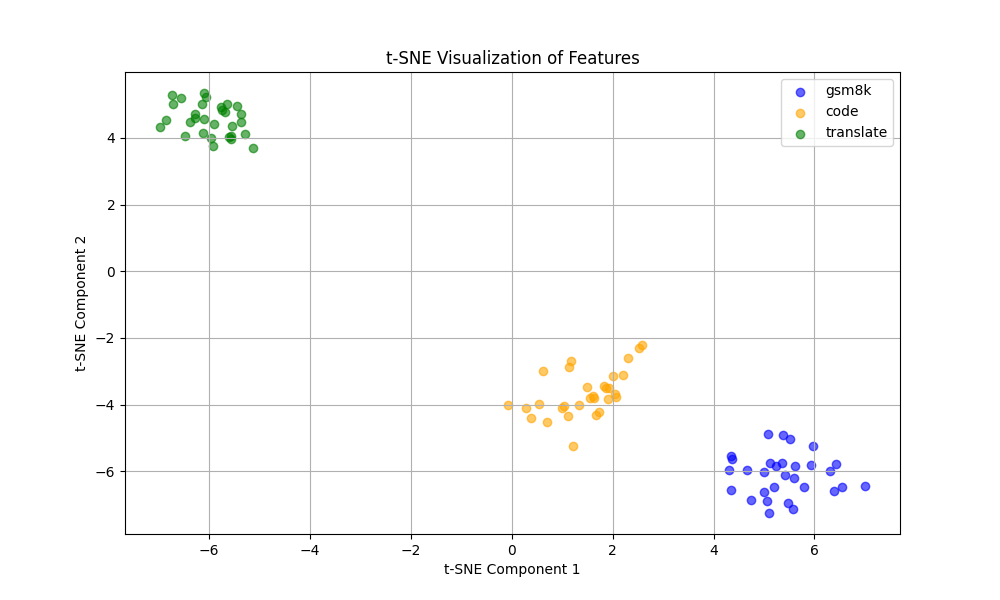 t-SNE Visualization of Features
gsm8k
code
translate
4
2
0
−2
−4
−6
t-SNE Component 2
−6
−4
−2
0
2
4
6
t-SNE Component 1